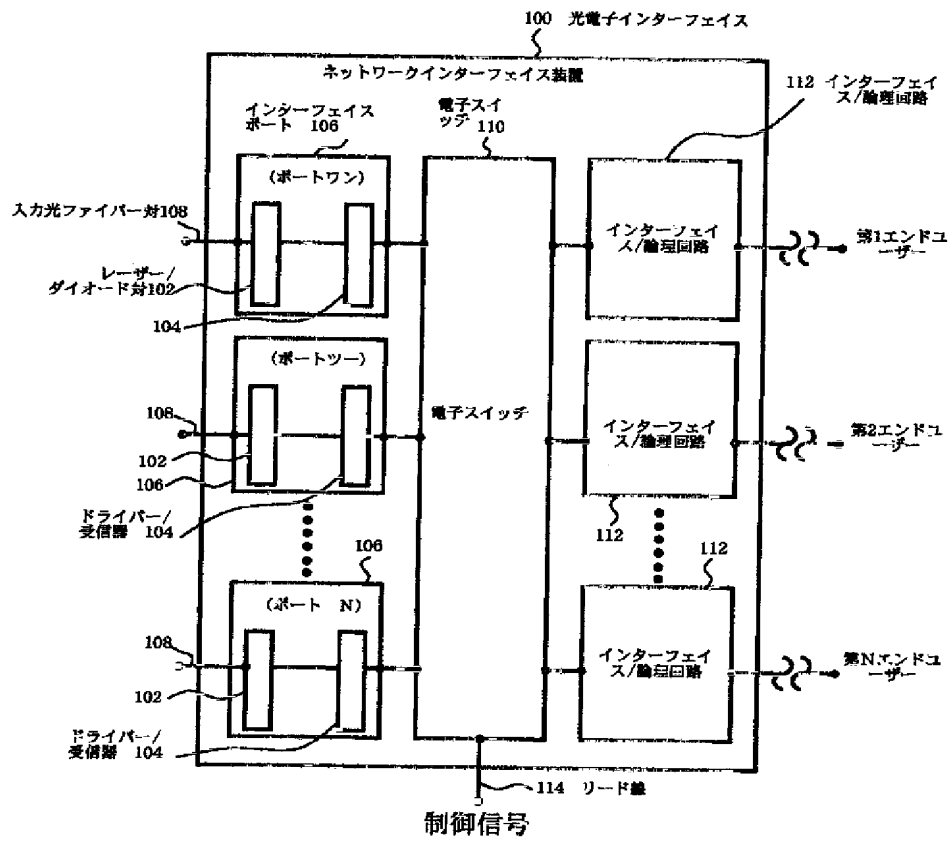 100 光電子インターフェイス
ネットワークインターフェイス装置
インターフェイス
ポート 106
電子スイ
ッチ 110
112 インターフェイ
ス/論理回路
(ポートワン)
入力光ファイバー対108
レーザー/
ダイオード対102
104
インターフェイ
ス/論理回路
第1エンドユ
ーザー
(ポートツー)
108
102
106
電子スイッチ
インターフェイ
ス/論理回路
第2エンドユ
ーザー
ドライバー/
受信器 104
112
106
112
(ポート N)
108
102
インターフェイ
ス/論理回路
第Nエンドユ
ーザー
ドライバー/
受信器 104
114 リード線
制御信号